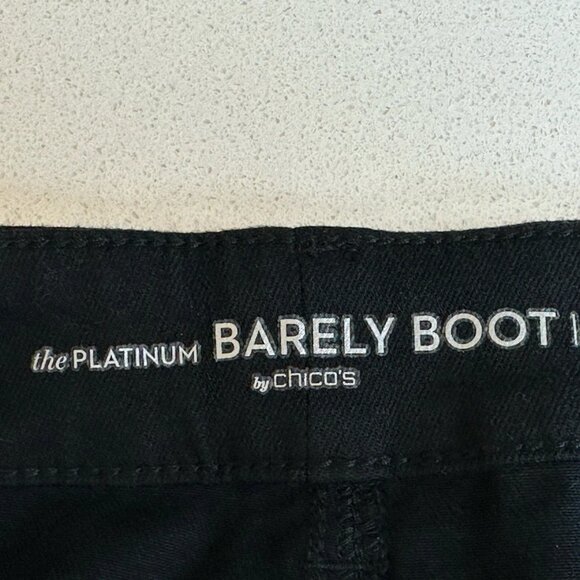 the PLATINUM BARELY BOOT
by chico's